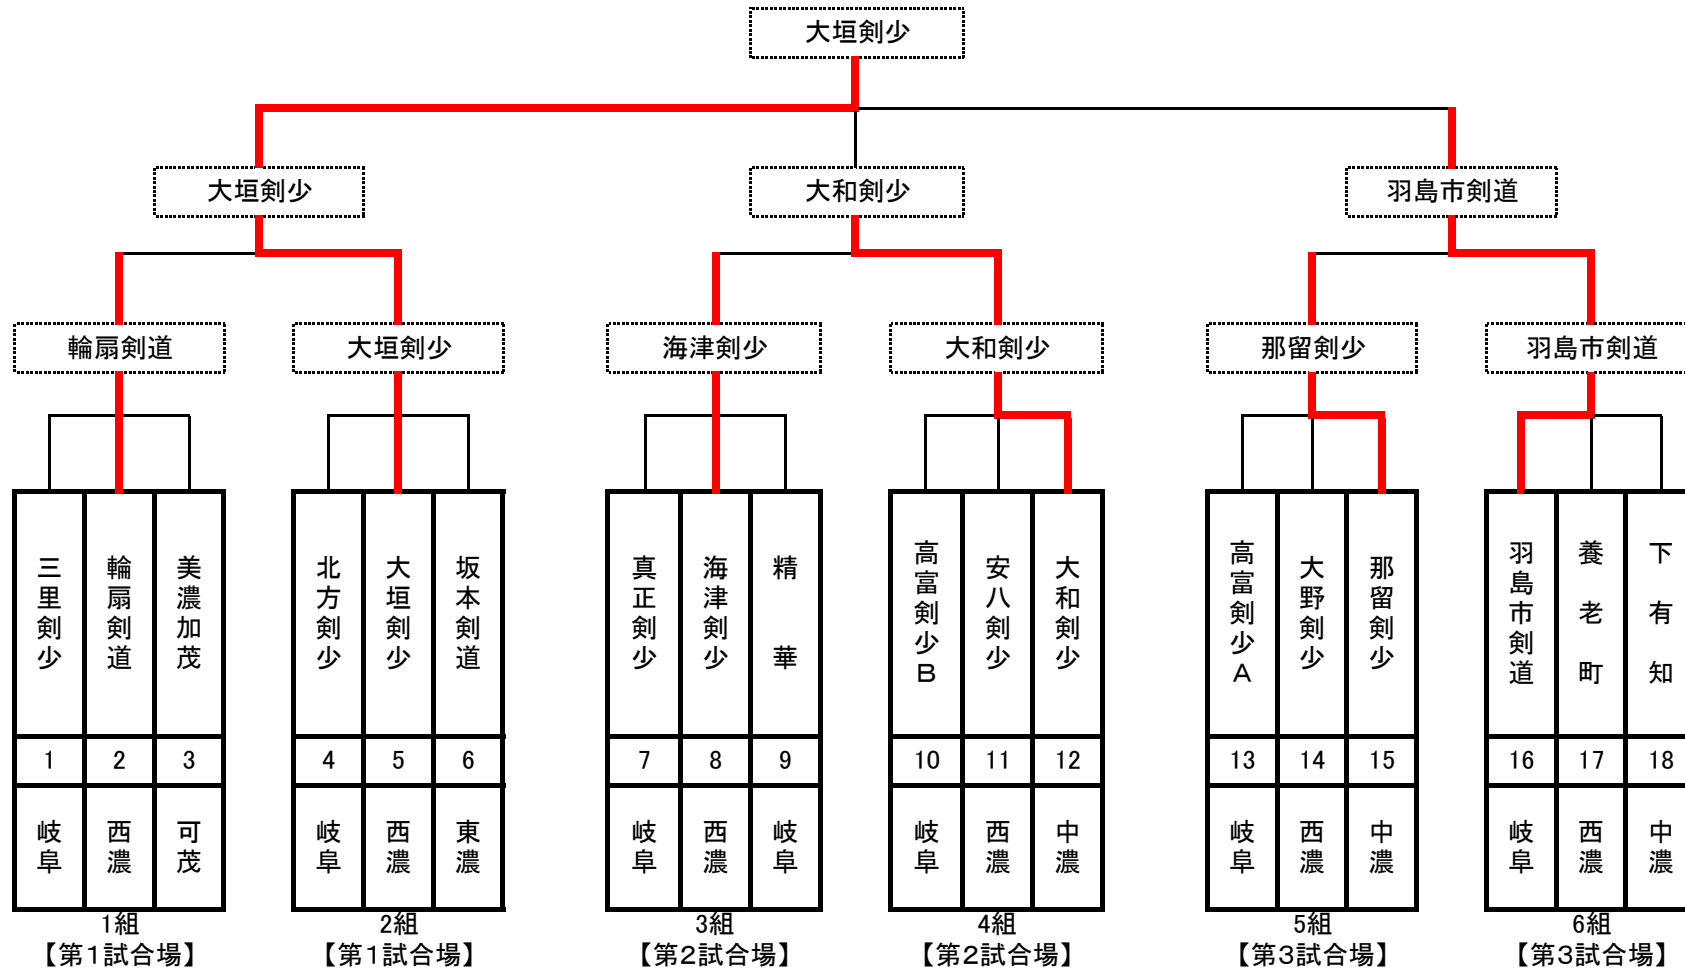 大垣剣少
大垣剣少
大和剣少
羽島市剣道
輪扇剣道
大垣剣少
海津剣少
大和剣少
那留剣少
羽島市剣道
三里剣少
輪扇剣道
美濃加茂
北方剣少
大垣剣少
坂本剣道
真正剣少
海津剣少
精華
高富剣少B
安八剣少
大和剣少
高富剣少A
大野剣少
那留剣少
羽島市剣道
養老町
下有知
1 2 3 4 5 6 7 8 9 10 11 12 13 14 15 16 17 18
岐阜
西濃
可茂
岐阜
西濃
東濃
岐阜
西濃
岐阜
岐阜
西濃
中濃
岐阜
西濃
中濃
岐阜
西濃
中濃
1組 2組 3組 4組 5組 6組
【第1試合場】 【第1試合場】 【第2試合場】 【第2試合場】 【第3試合場】 【第3試合場】